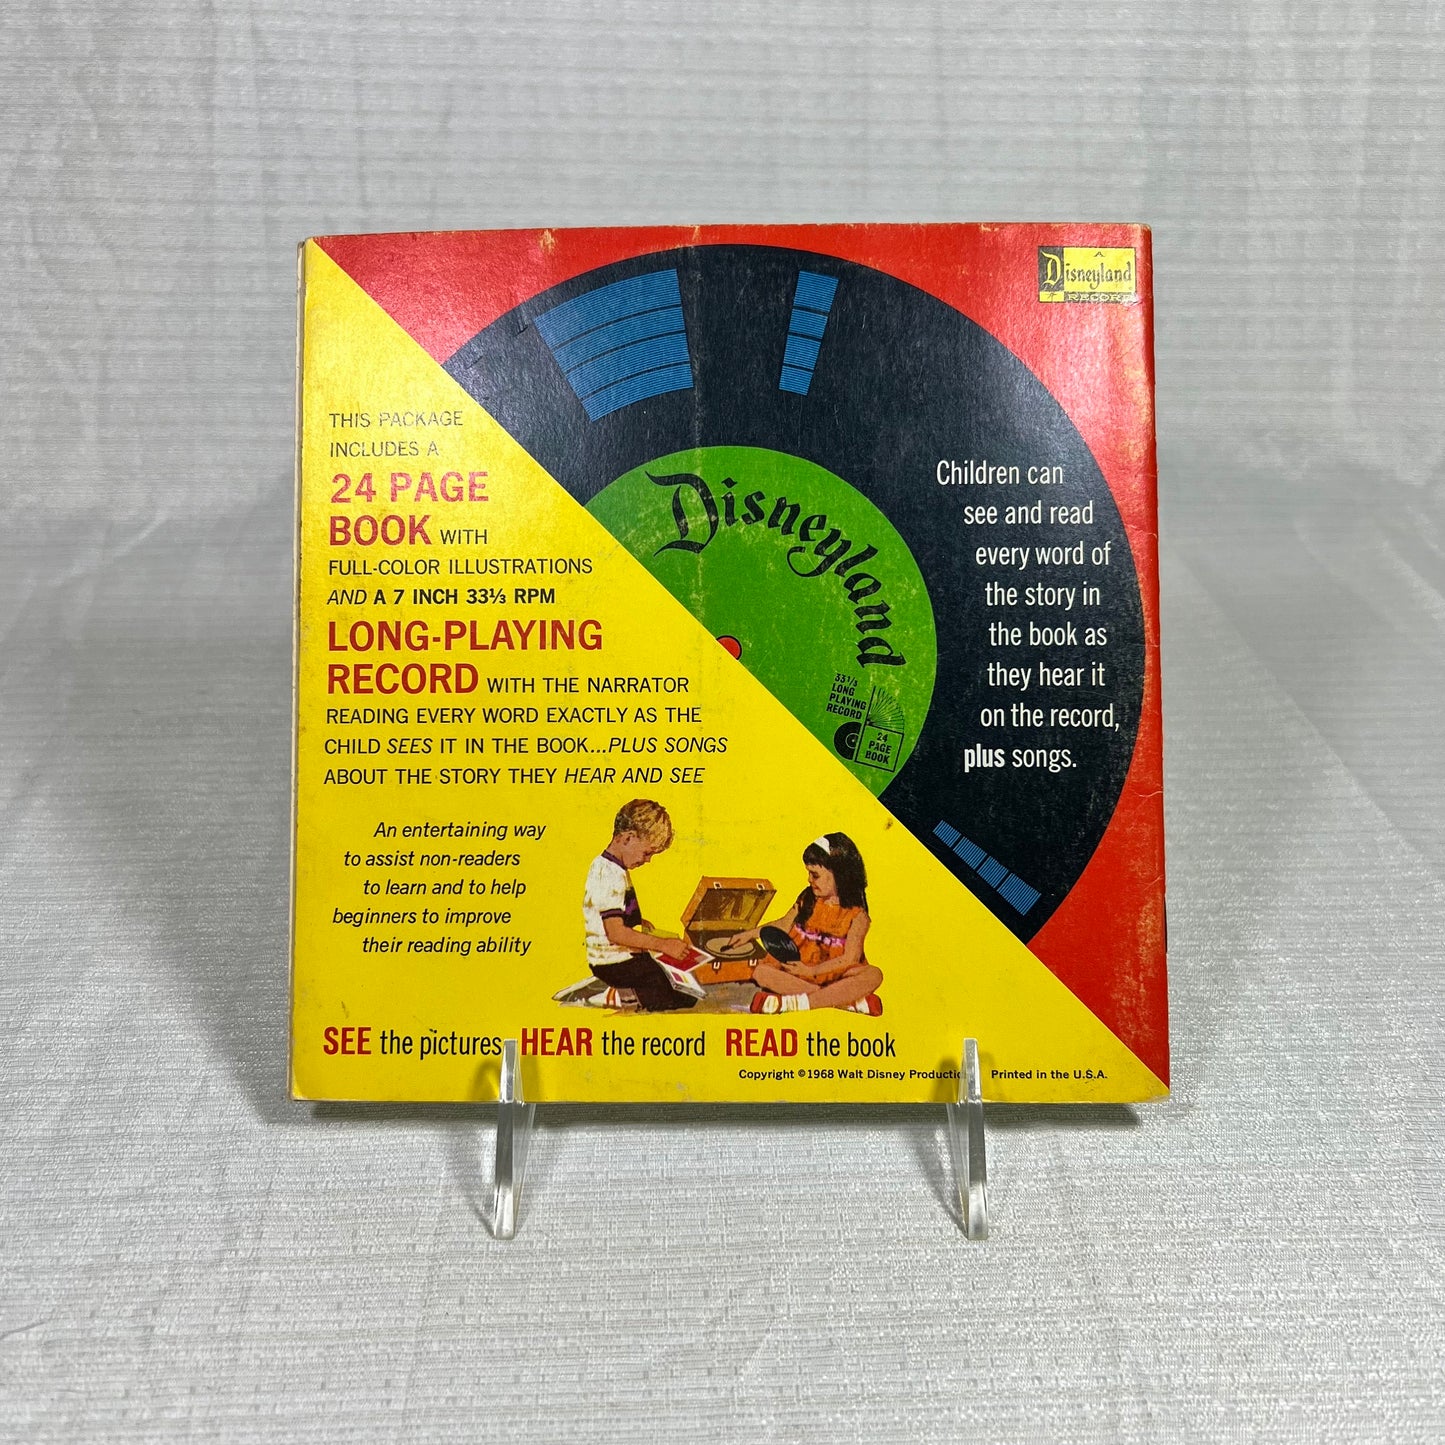 A
Disneyland
RECORD
THIS PACKAGE
INCLUDES A
24 PAGE
BOOK WITH
FULL-COLOR ILLUSTRATIONS
AND A 7 INCH 33⅓ RPM
LONG-PLAYING
RECORD WITH THE NARRATOR
READING EVERY WORD EXACTLY AS THE
CHILD SEES IT IN THE BOOK...PLUS SONGS
ABOUT THE STORY THEY HEAR AND SEE
Disneyland
33⅓
LONG
PLAYING
RECORD
24
PAGE
BOOK
Children can
see and read
every word of
the story in
the book as
they hear it
on the record,
plus songs.
An entertaining way
to assist non-readers
to learn and to help
beginners to improve
their reading ability
SEE the pictures HEAR the record READ the book
Copyright ©1968 Walt Disney Productio Printed in the U.S.A.